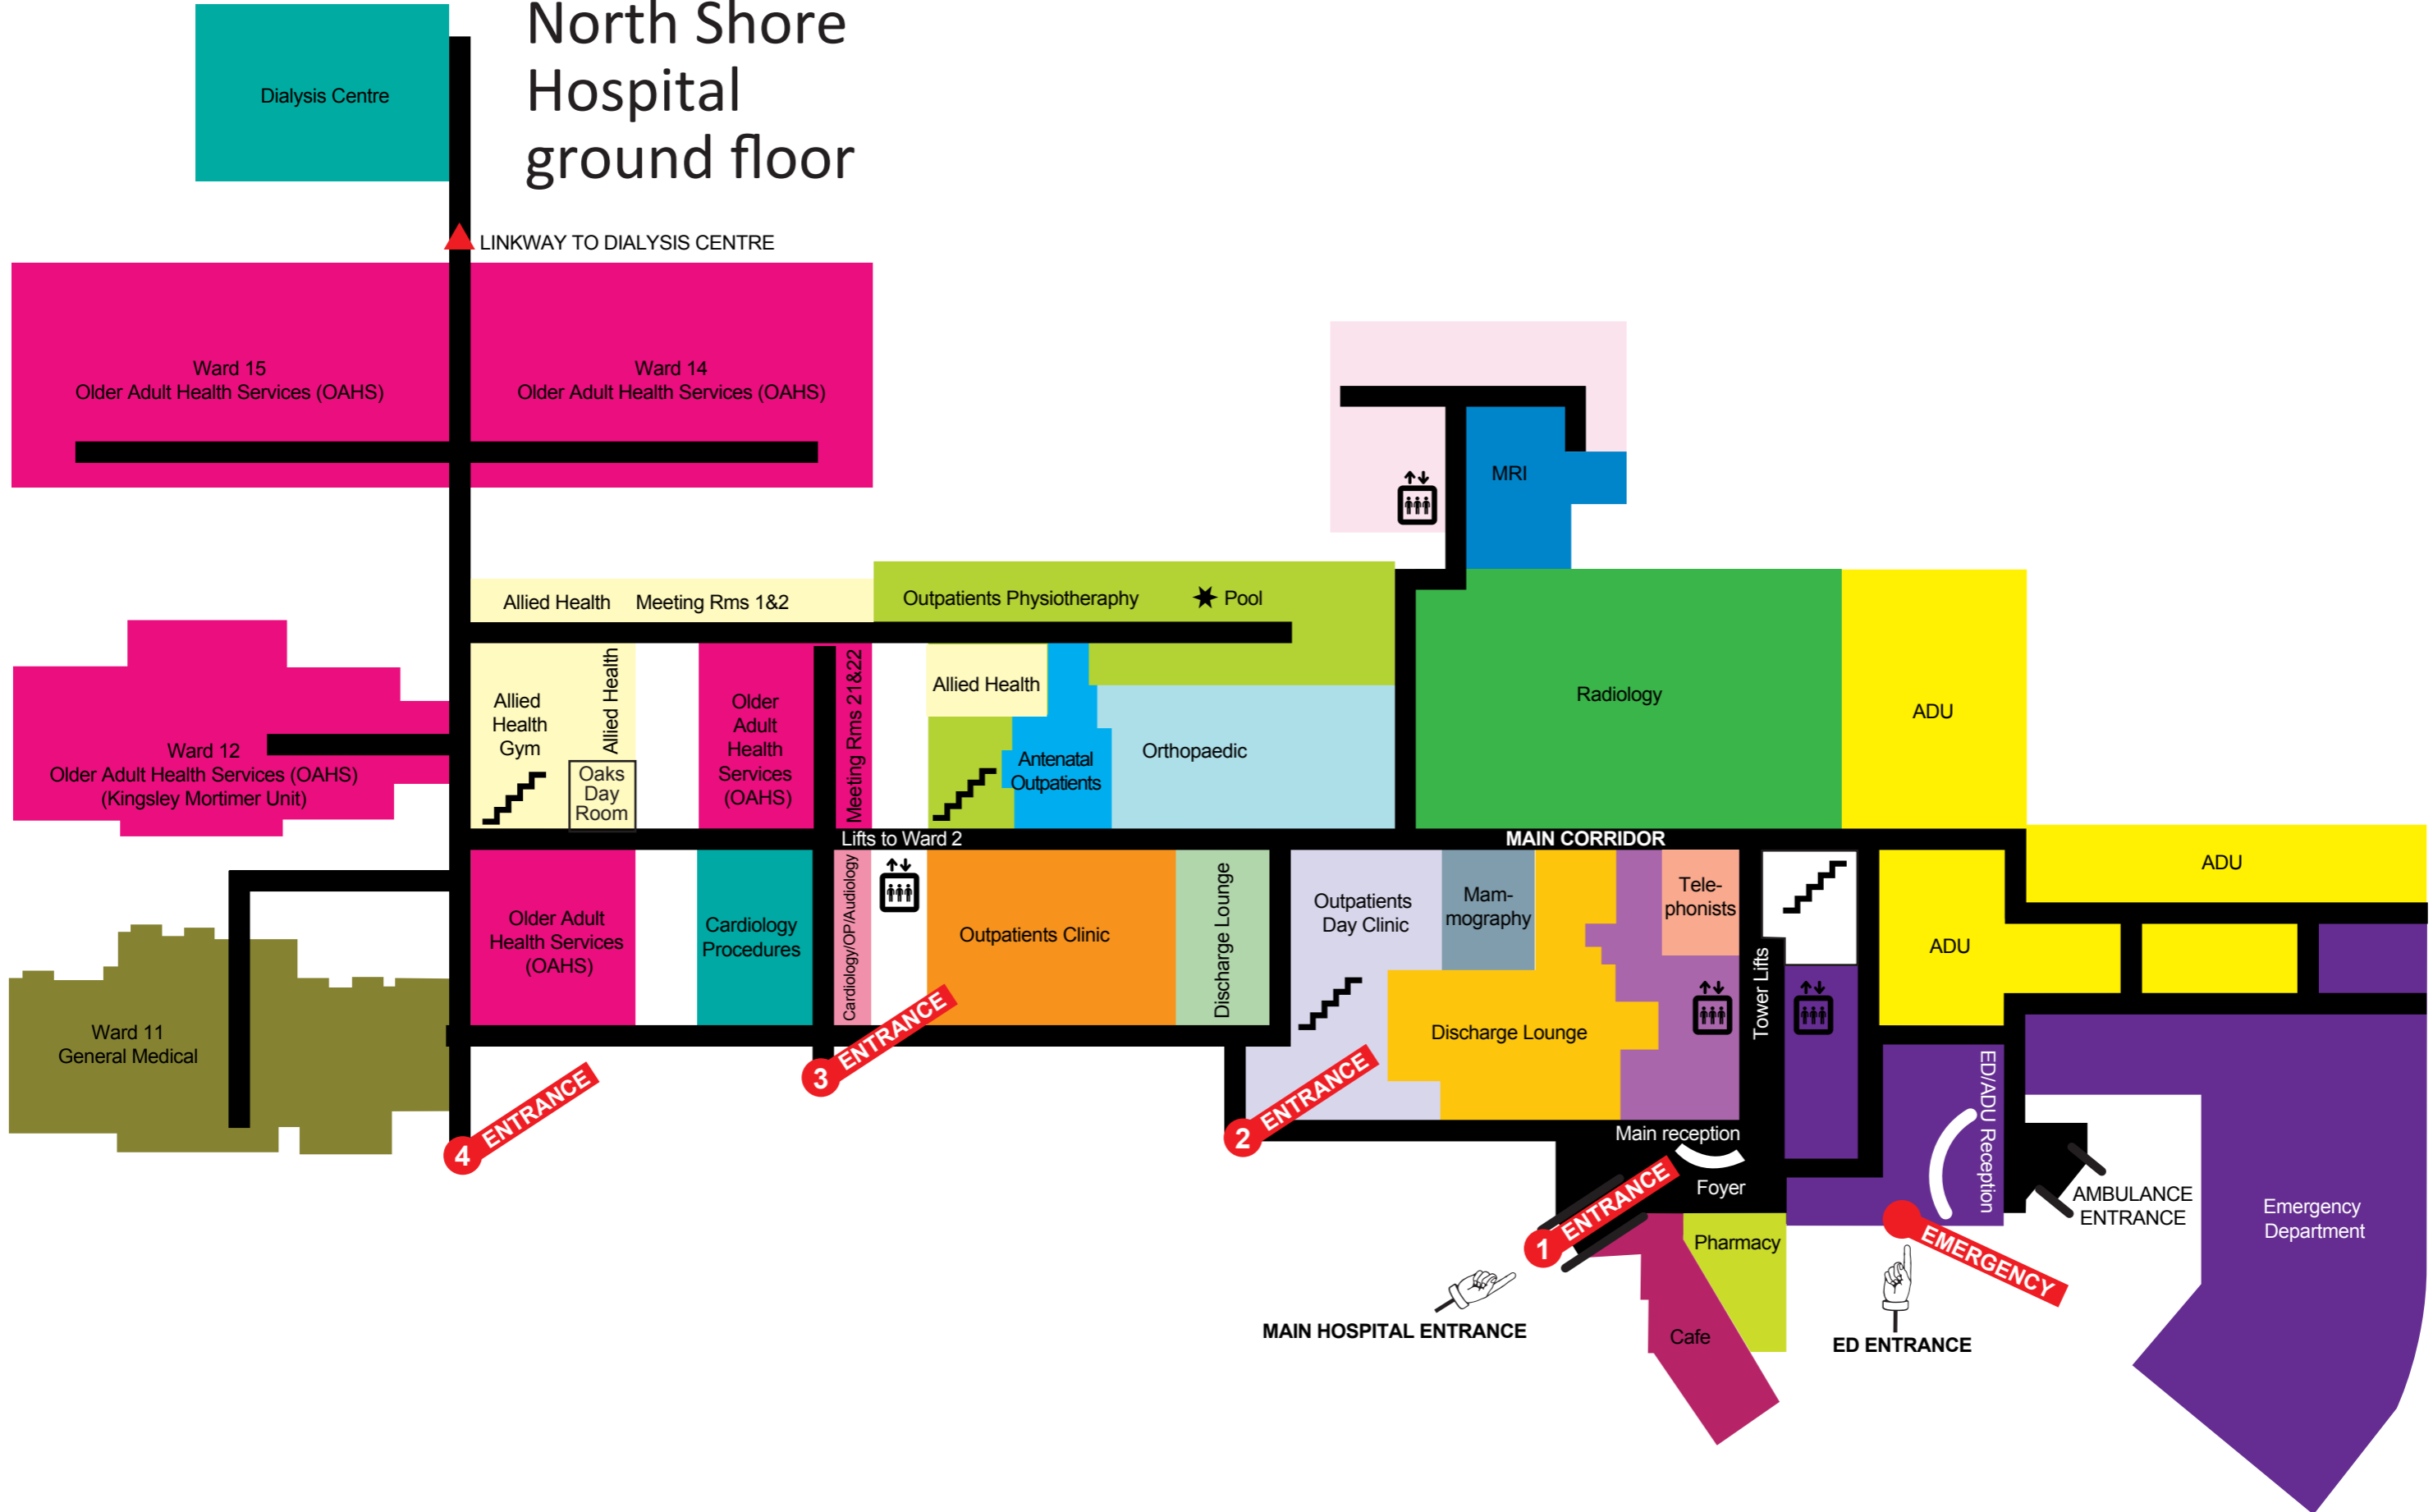 North Shore
Hospital
ground floor
Dialysis Centre
LINKWAY TO DIALYSIS CENTRE
Ward 15
Older Adult Health Services (OAHS)
Ward 14
Older Adult Health Services (OAHS)
MRI
Allied Health
Meeting Rms 1&2
Outpatients Physiotheraphy
Pool
Ward 12
Older Adult Health Services (OAHS)
(Kingsley Mortimer Unit)
Allied
Health
Gym
Allied Health
Oaks
Day
Room
Older
Adult
Health
Services
(OAHS)
Meeting Rms 21&22
Allied Health
Antenatal
Outpatients
Orthopaedic
Radiology
ADU
Lifts to Ward 2
MAIN CORRIDOR
ADU
Older Adult
Health Services
(OAHS)
Cardiology
Procedures
Cardiology/OP/Audiology
Outpatients Clinic
Discharge Lounge
Outpatients
Day Clinic
Mam-
mography
Tele-
phonists
Tower Lifts
ADU
Discharge Lounge
Ward 11
General Medical
ED/ADU Reception
4 ENTRANCE
3 ENTRANCE
2 ENTRANCE
Main reception
Foyer
1 ENTRANCE
MAIN HOSPITAL ENTRANCE
Pharmacy
Cafe
EMERGENCY
ED ENTRANCE
AMBULANCE
ENTRANCE
Emergency
Department